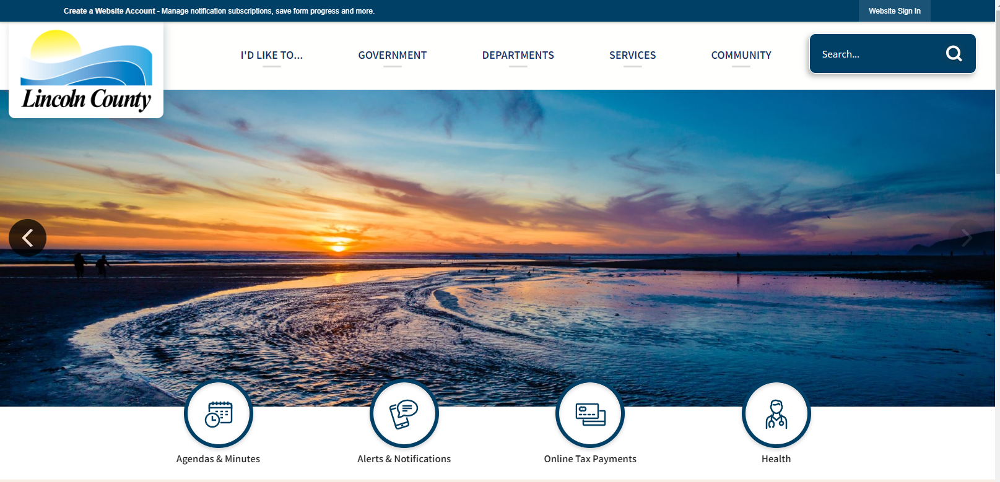 Create a Website Account - Manage notification subscriptions, save form progress and more.
Website Sign In
Lincoln County
I'D LIKE TO...
GOVERNMENT
DEPARTMENTS
SERVICES
COMMUNITY
Search...
Agendas & Minutes
Alerts & Notifications
Online Tax Payments
Health